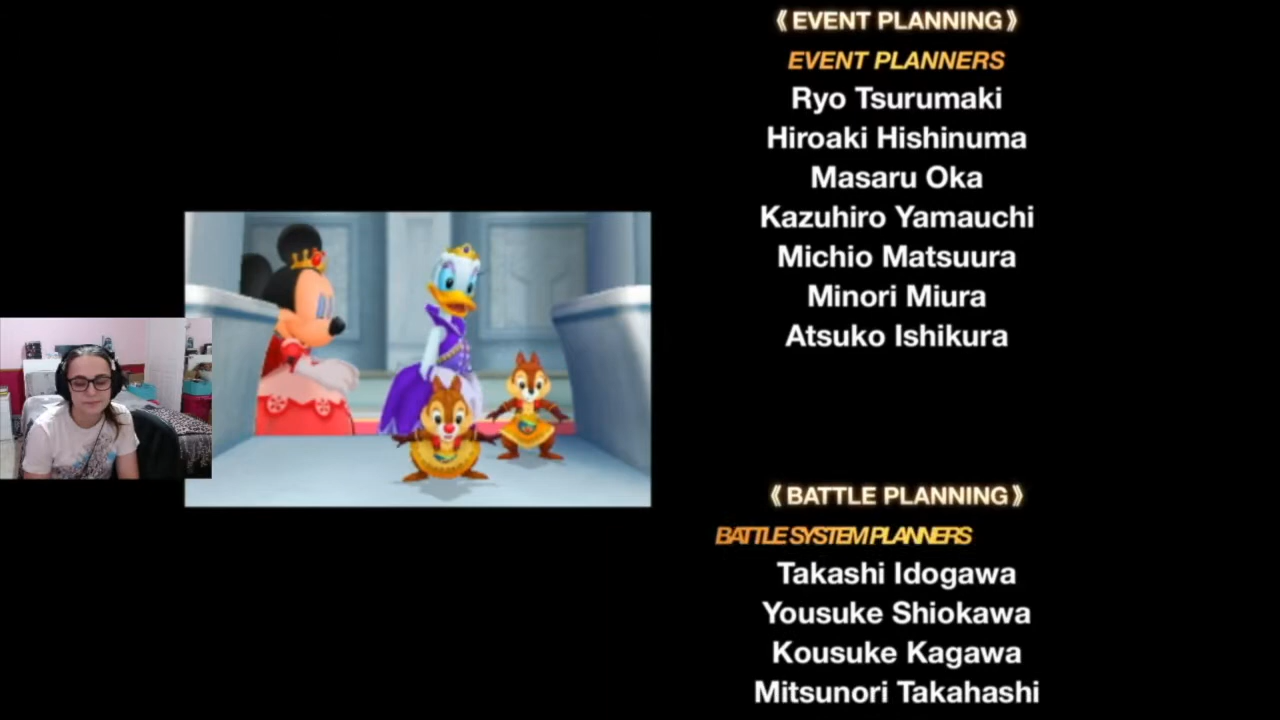 《EVENT PLANNING》
EVENT PLANNERS
Ryo Tsurumaki
Hiroaki Hishinuma
Masaru Oka
Kazuhiro Yamauchi
Michio Matsuura
Minori Miura
Atsuko Ishikura
《BATTLE PLANNING》
BATTLE SYSTEM PLANNERS
Takashi Idogawa
Yousuke Shiokawa
Kousuke Kagawa
Mitsunori Takahashi